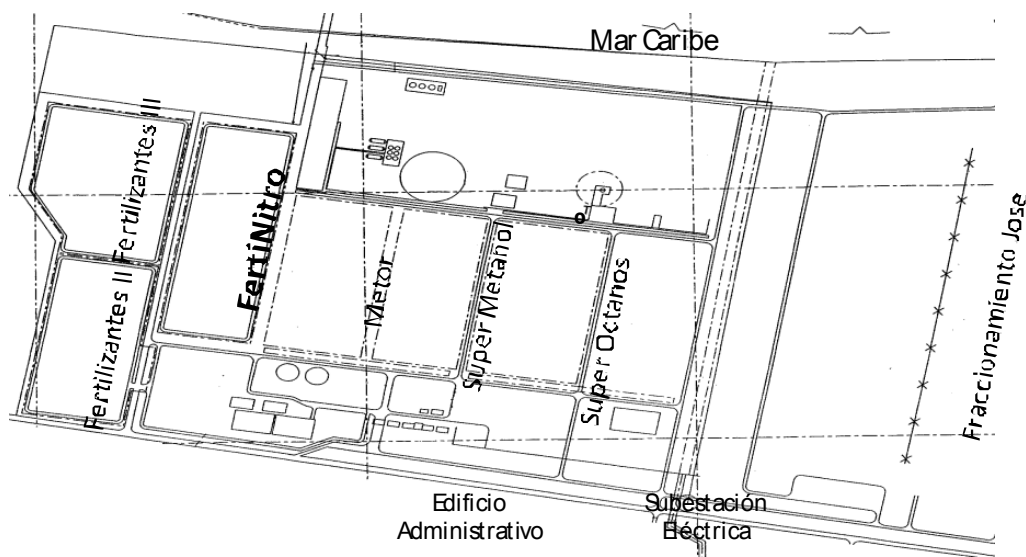 Mar Caribe
Fertilizantes III
Fertilizantes II
FertiNitro
Metor
Super Metanol
Super Octanos
Fraccionamiento Jose
Edificio
Administrativo
Subestación
Eléctrica